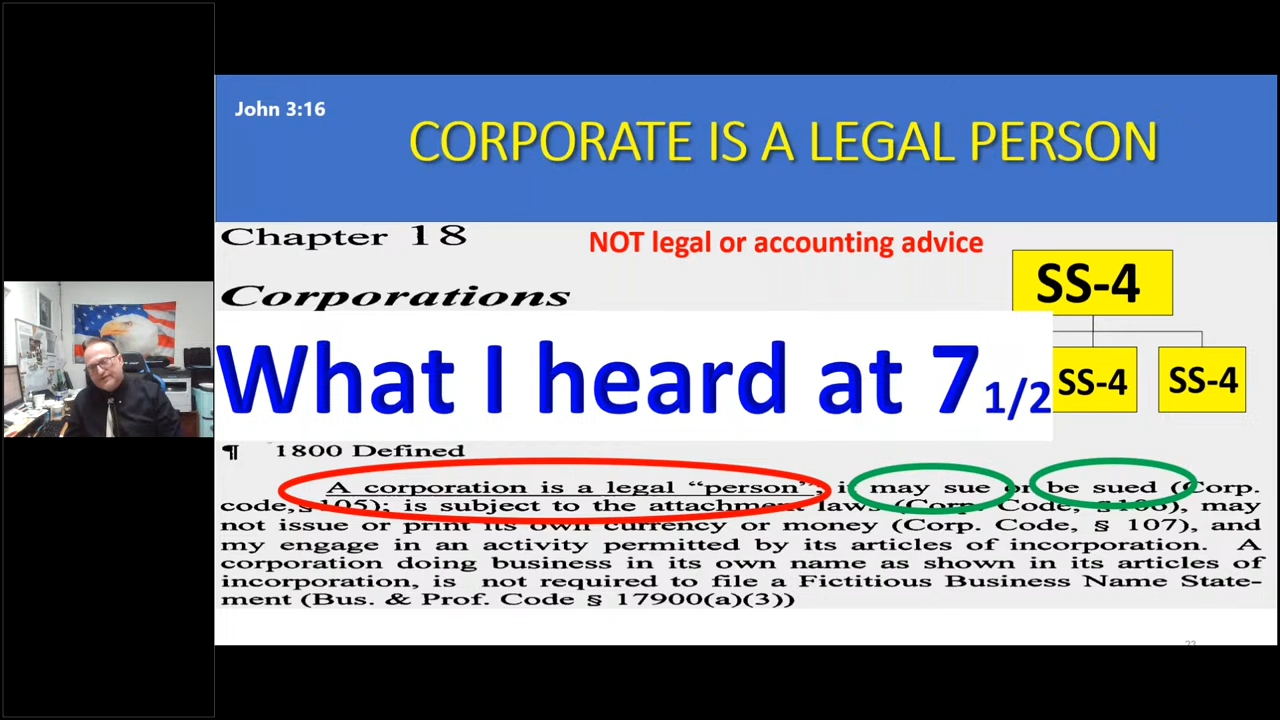 John 3:16
CORPORATE IS A LEGAL PERSON
Chapter 18
NOT legal or accounting advice
SS-4
Corporations
What I heard at 7 1/2
SS-4
SS-4
¶ 1800 Defined
A corporation is a legal “person”, i may sue or be sued (Corp.
code,§105); is subject to the attachment laws (Corp. Code, §106), may
not issue or print its own currency or money (Corp. Code, § 107), and
my engage in an activity permitted by its articles of incorporation. A
corporation doing business in its own name as shown in its articles of
incorporation, is not required to file a Fictitious Business Name State-
ment (Bus. & Prof. Code § 17900(a)(3))